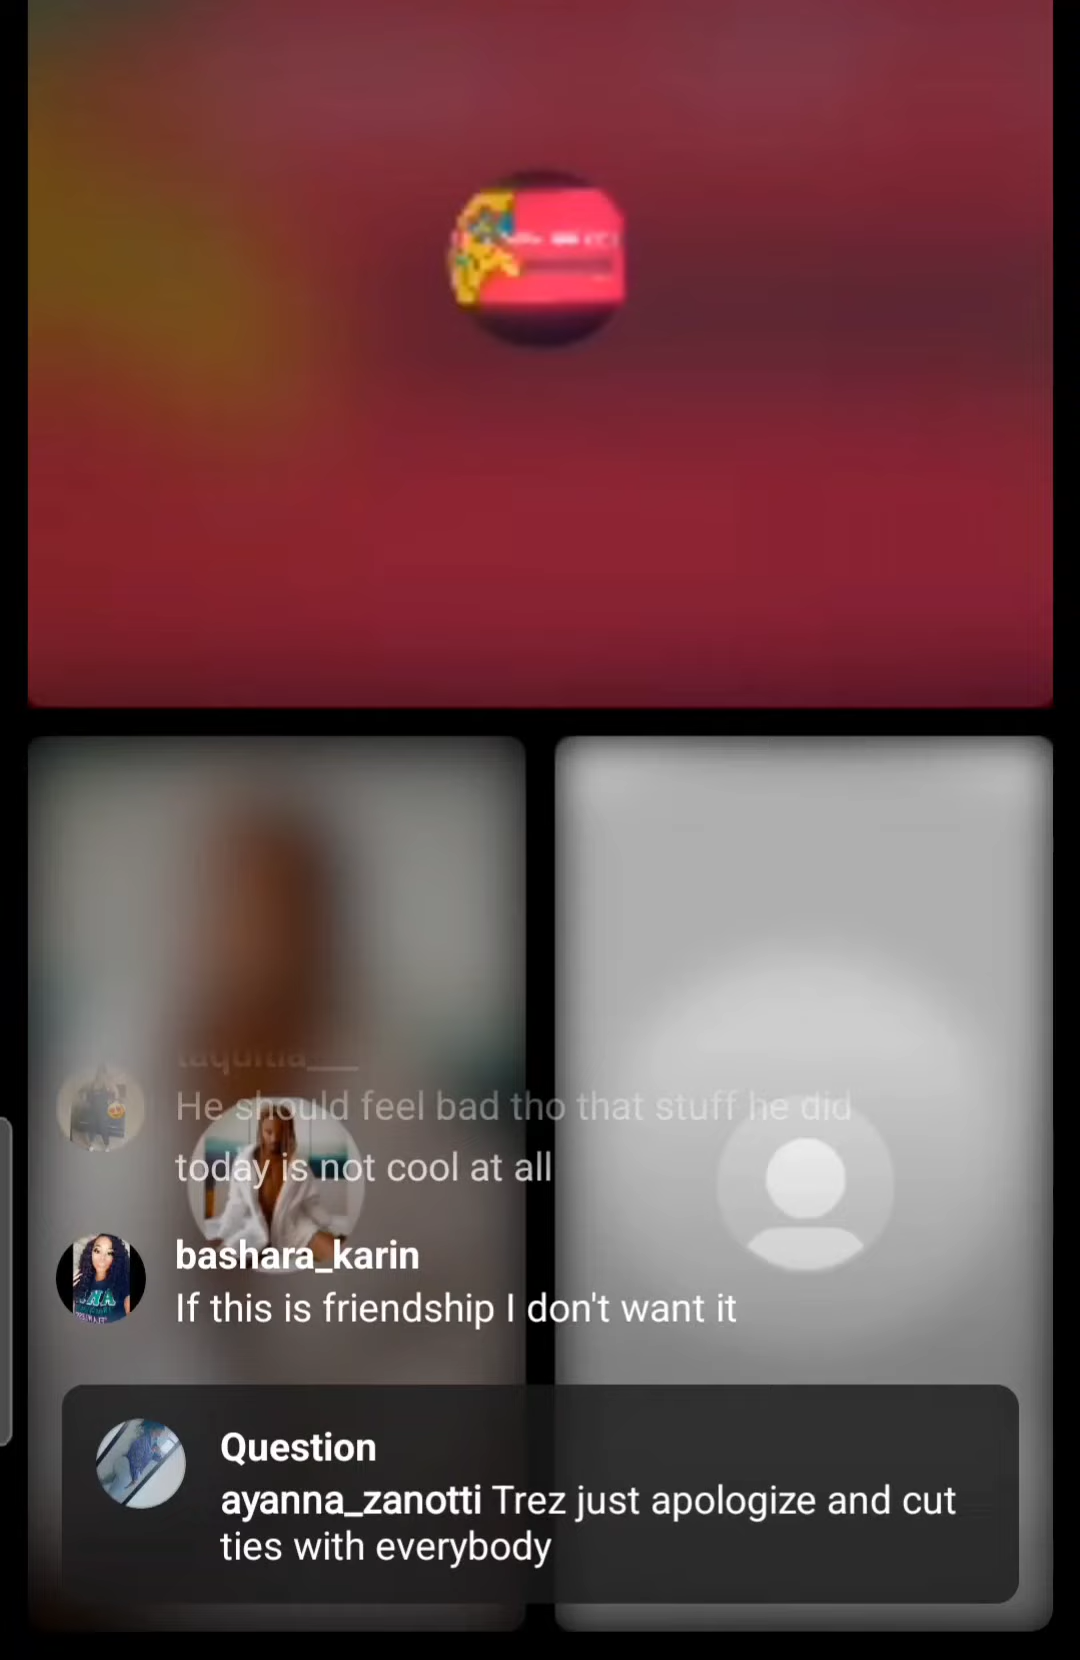 taquitia___
He should feel bad tho that stuff he did
today is not cool at all
bashara_karin
If this is friendship I don't want it
Question
ayanna_zanotti Trez just apologize and cut
ties with everybody